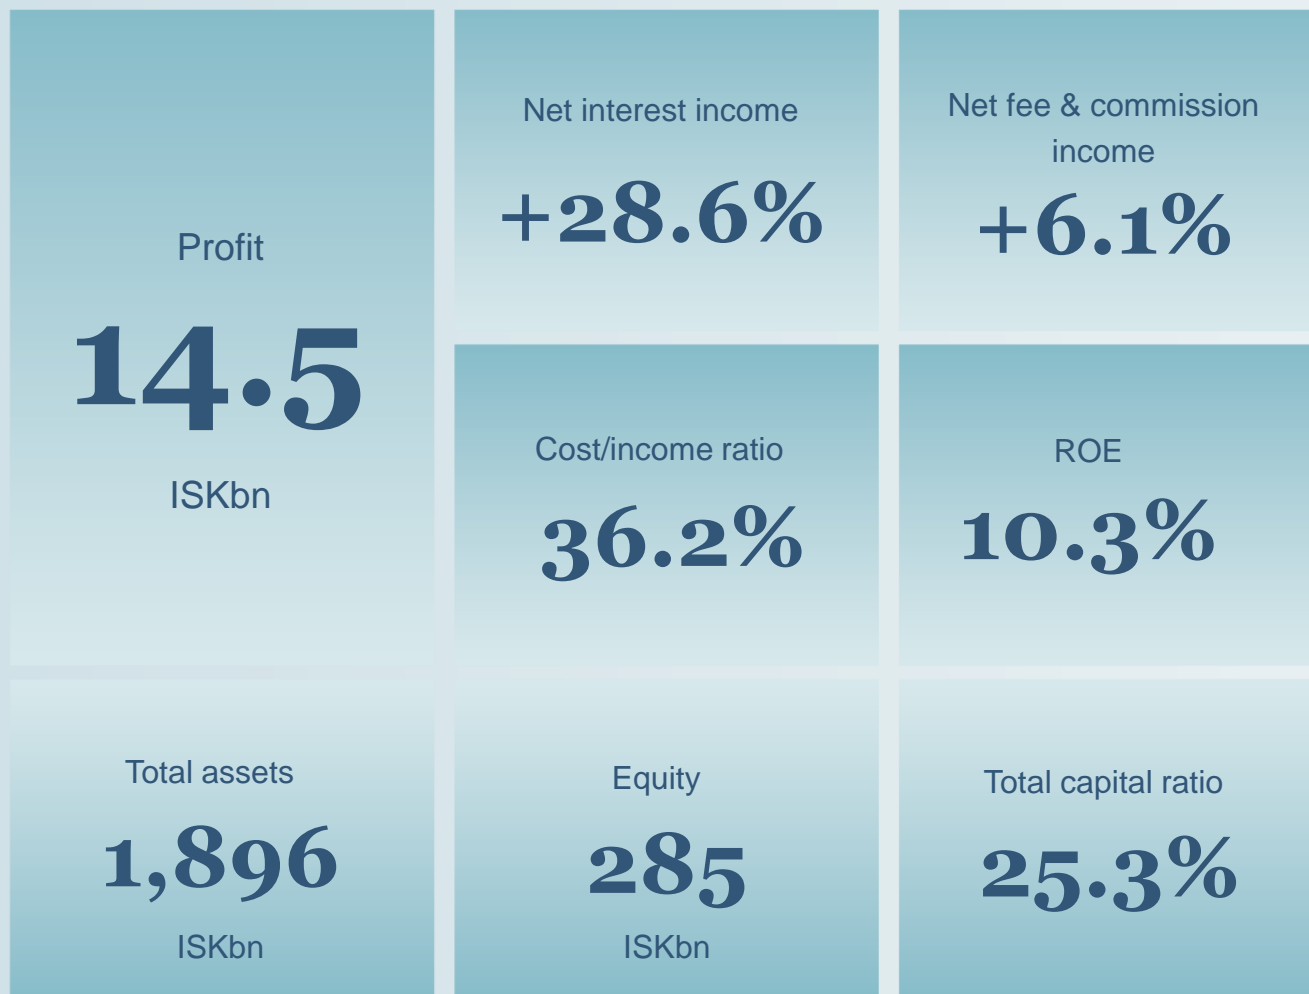 Profit
14.5
ISKbn
Net interest income
+28.6%
Net fee & commission
income
+6.1%
Cost/income ratio
36.2%
ROE
10.3%
Total assets
1,896
ISKbn
Equity
285
ISKbn
Total capital ratio
25.3%